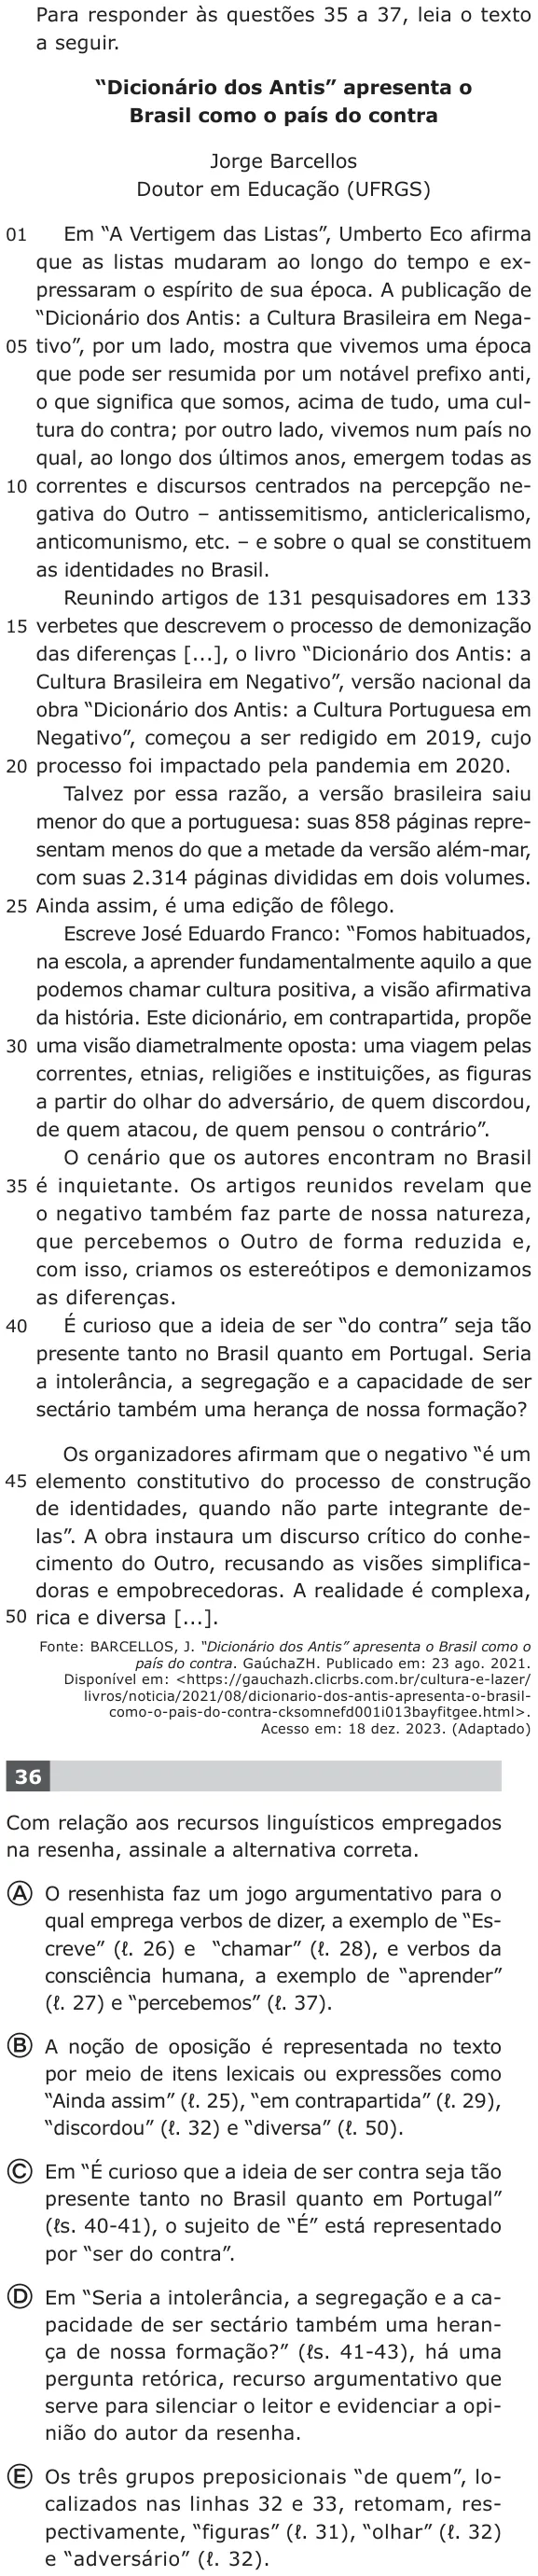 Para responder às questões 35 a 37, leia o texto
a seguir.
“Dicionário dos Antis” apresenta o
Brasil como o país do contra
Jorge Barcellos
Doutor em Educação (UFRGS)
01 Em “A Vertigem das Listas”, Umberto Eco afirma
que as listas mudaram ao longo do tempo e ex-
pressaram o espírito de sua época. A publicação de
“Dicionário dos Antis: a Cultura Brasileira em Nega-
05 tivo”, por um lado, mostra que vivemos uma época
que pode ser resumida por um notável prefixo anti,
o que significa que somos, acima de tudo, uma cul-
tura do contra; por outro lado, vivemos num país no
qual, ao longo dos últimos anos, emergem todas as
10 correntes e discursos centrados na percepção ne-
gativa do Outro – antissemitismo, anticlericalismo,
anticomunismo, etc. – e sobre o qual se constituem
as identidades no Brasil.
Reunindo artigos de 131 pesquisadores em 133
15 verbetes que descrevem o processo de demonização
das diferenças [...], o livro “Dicionário dos Antis: a
Cultura Brasileira em Negativo”, versão nacional da
obra “Dicionário dos Antis: a Cultura Portuguesa em
Negativo”, começou a ser redigido em 2019, cujo
20 processo foi impactado pela pandemia em 2020.
Talvez por essa razão, a versão brasileira saiu
menor do que a portuguesa: suas 858 páginas repre-
sentam menos do que a metade da versão além-mar,
com suas 2.314 páginas divididas em dois volumes.
25 Ainda assim, é uma edição de fôlego.
Escreve José Eduardo Franco: “Fomos habituados,
na escola, a aprender fundamentalmente aquilo a que
podemos chamar cultura positiva, a visão afirmativa
da história. Este dicionário, em contrapartida, propõe
30 uma visão diametralmente oposta: uma viagem pelas
correntes, etnias, religiões e instituições, as figuras
a partir do olhar do adversário, de quem discordou,
de quem atacou, de quem pensou o contrário”.
O cenário que os autores encontram no Brasil
35 é inquietante. Os artigos reunidos revelam que
o negativo também faz parte de nossa natureza,
que percebemos o Outro de forma reduzida e,
com isso, criamos os estereótipos e demonizamos
as diferenças.
40 É curioso que a ideia de ser “do contra” seja tão
presente tanto no Brasil quanto em Portugal. Seria
a intolerância, a segregação e a capacidade de ser
sectário também uma herança de nossa formação?
Os organizadores afirmam que o negativo “é um
45 elemento constitutivo do processo de construção
de identidades, quando não parte integrante de-
las”. A obra instaura um discurso crítico do conhe-
cimento do Outro, recusando as visões simplifica-
doras e empobrecedoras. A realidade é complexa,
50 rica e diversa [...].
Fonte: BARCELLOS, J. “Dicionário dos Antis” apresenta o Brasil como o
país do contra. GaúchaZH. Publicado em: 23 ago. 2021.
Disponível em: <https://gauchazh.clicrbs.com.br/cultura-e-lazer/
livros/noticia/2021/08/dicionario-dos-antis-apresenta-o-brasil-
como-o-pais-do-contra-cksomnefd001i013bayfitgee.html>.
Acesso em: 18 dez. 2023. (Adaptado)
36
Com relação aos recursos linguísticos empregados
na resenha, assinale a alternativa correta.
A O resenhista faz um jogo argumentativo para o
qual emprega verbos de dizer, a exemplo de “Es-
creve” (ℓ. 26) e “chamar” (ℓ. 28), e verbos da
consciência humana, a exemplo de “aprender”
(ℓ. 27) e “percebemos” (ℓ. 37).
B A noção de oposição é representada no texto
por meio de itens lexicais ou expressões como
“Ainda assim” (ℓ. 25), “em contrapartida” (ℓ. 29),
“discordou” (ℓ. 32) e “diversa” (ℓ. 50).
C Em “É curioso que a ideia de ser contra seja tão
presente tanto no Brasil quanto em Portugal”
(ℓs. 40-41), o sujeito de “É” está representado
por “ser do contra”.
D Em “Seria a intolerância, a segregação e a ca-
pacidade de ser sectário também uma heran-
ça de nossa formação?” (ℓs. 41-43), há uma
pergunta retórica, recurso argumentativo que
serve para silenciar o leitor e evidenciar a opi-
nião do autor da resenha.
E Os três grupos preposicionais “de quem”, lo-
calizados nas linhas 32 e 33, retomam, res-
pectivamente, “figuras” (ℓ. 31), “olhar” (ℓ. 32)
e “adversário” (ℓ. 32).